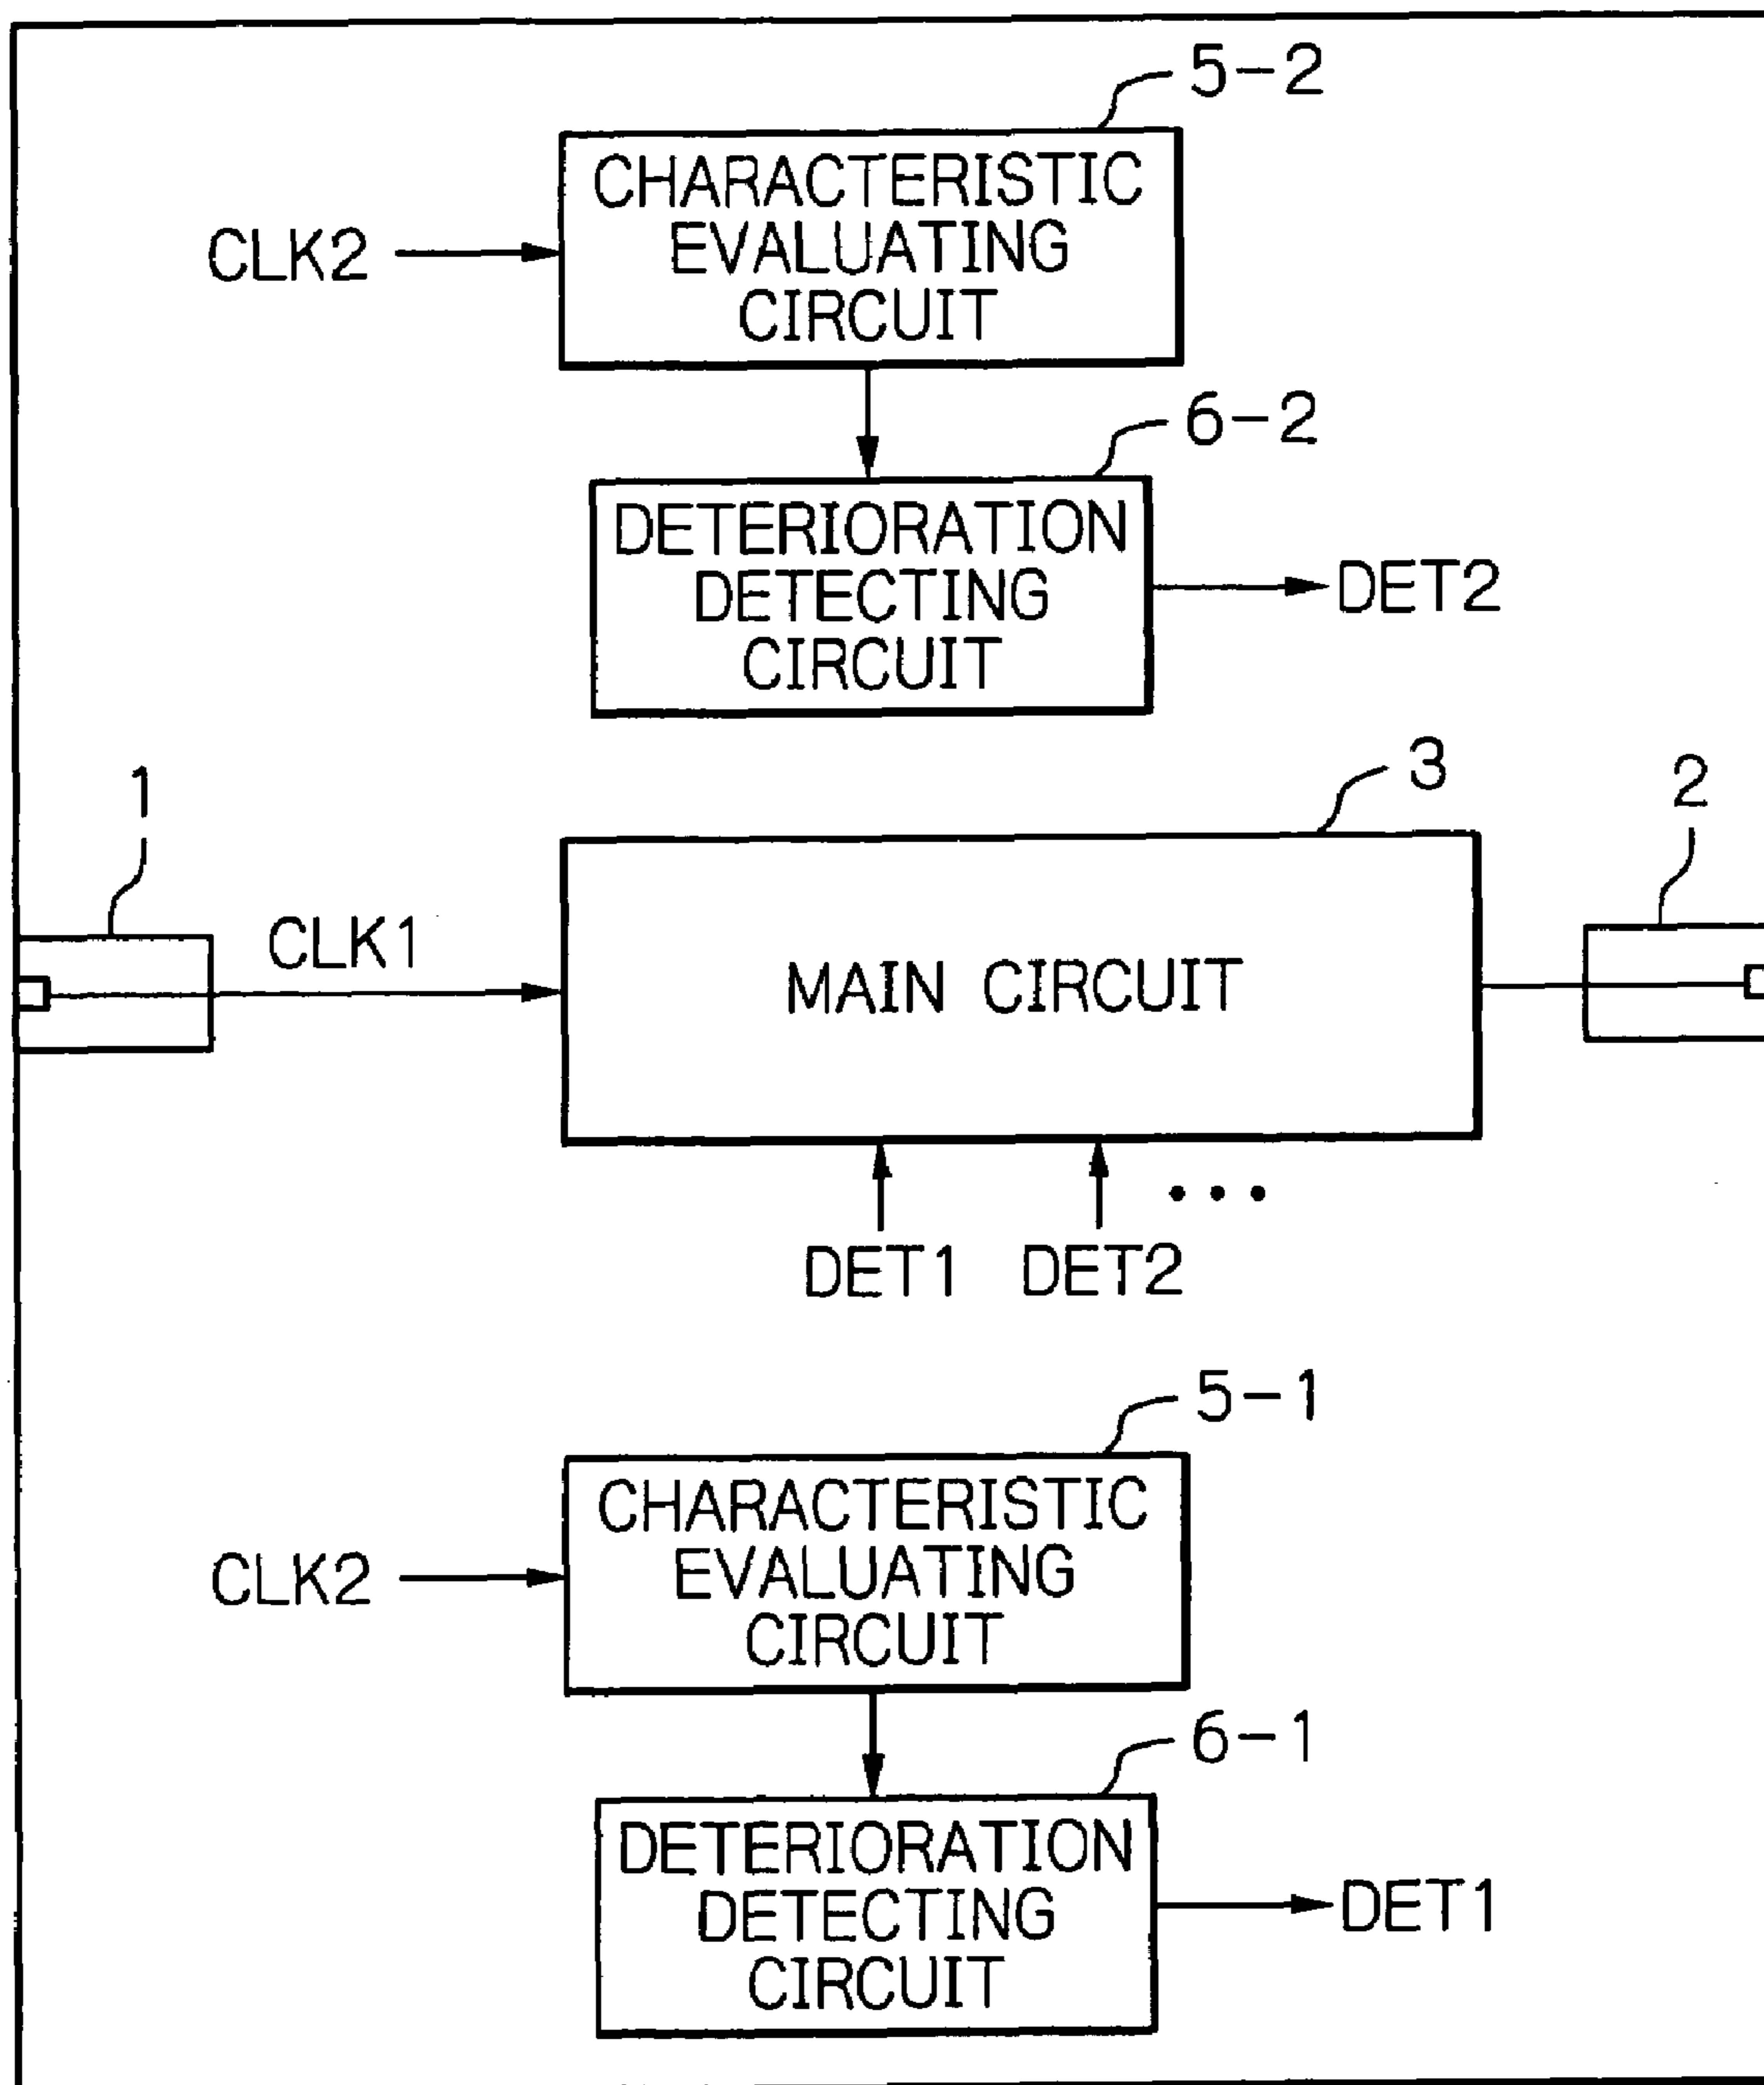 5-2
CHARACTERISTIC
EVALUATING
CIRCUIT
CLK2
6-2
DETERIORATION
DETECTING
CIRCUIT
DET2
1
3
2
CLK1
MAIN CIRCUIT
•••
DET1 DET2
5-1
CHARACTERISTIC
EVALUATING
CIRCUIT
CLK2
6-1
DETERIORATION
DETECTING
CIRCUIT
DET1